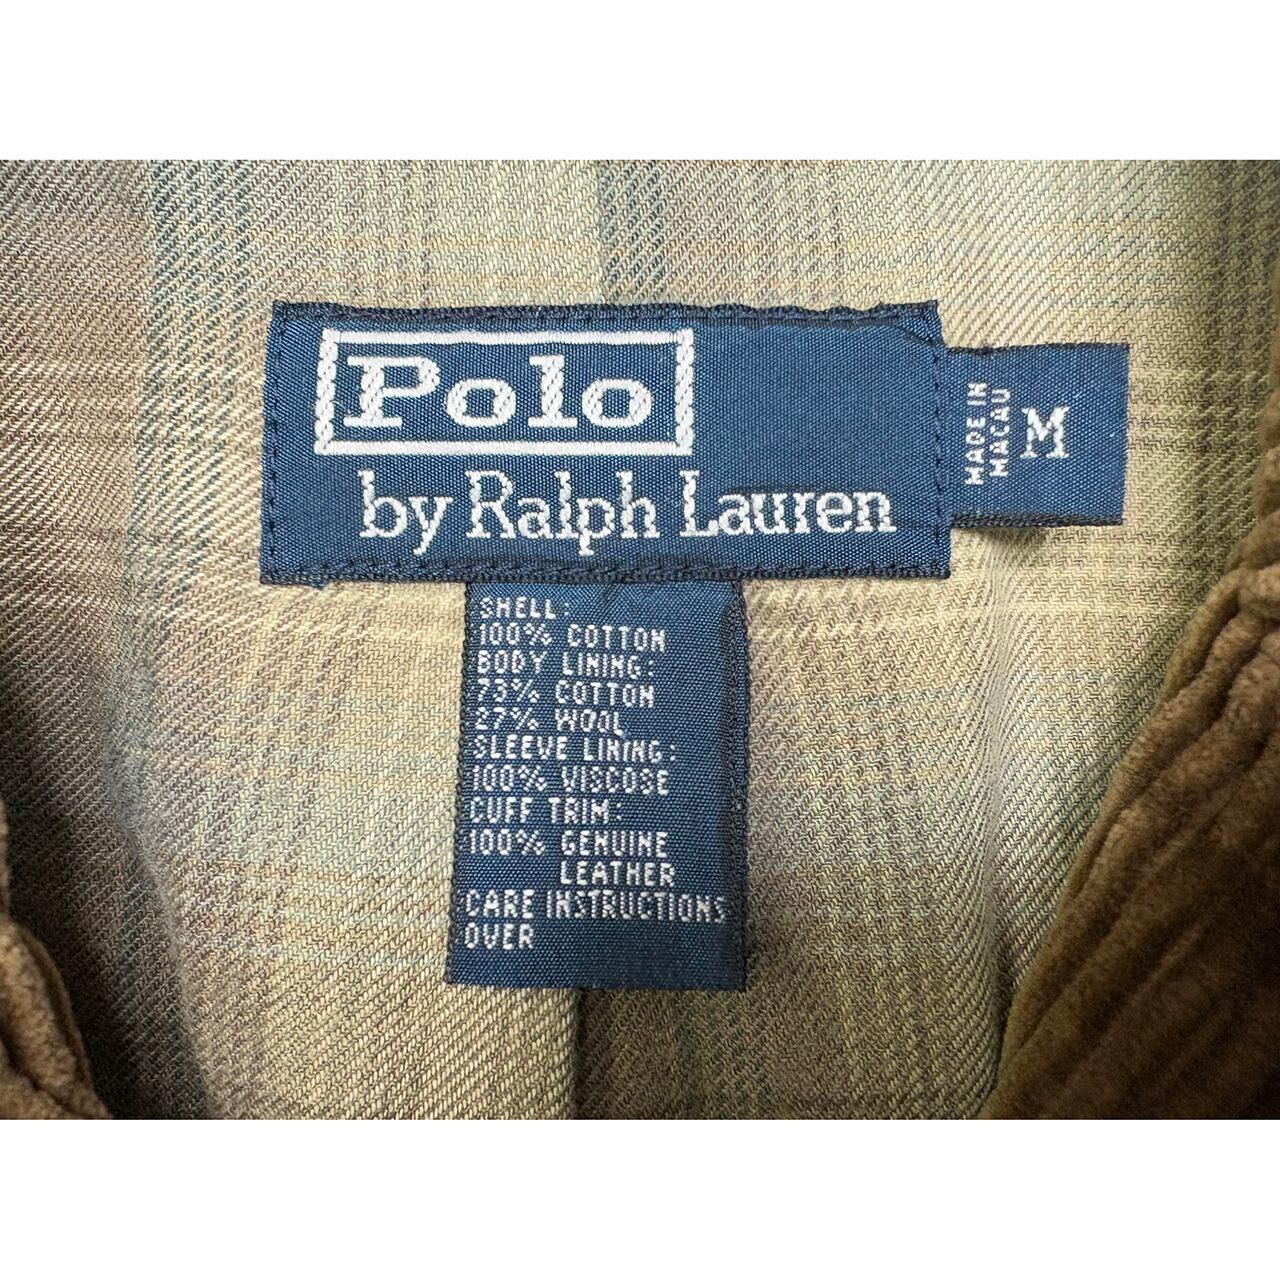 Polo
by Ralph Lauren
MADE IN
MACAU
M
SHELL:
100% COTTON
BODY LINING:
73% COTTON
27% WOOL
SLEEVE LINING:
100% VISCOSE
CUFF TRIM:
100% GENUINE
LEATHER
CARE INSTRUCTIONS
OVER